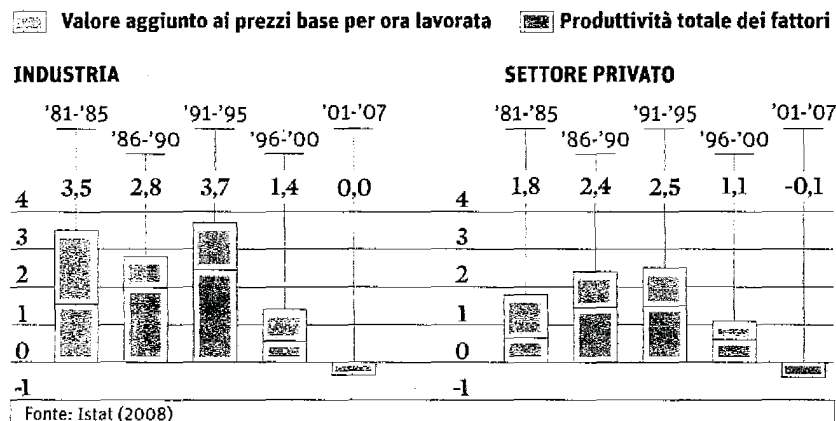 Valore aggiunto ai prezzi base per ora lavorata Produttività totale dei fattori
INDUSTRIA
'81-'85 '91-'95 '01-'07
'86-'90 '96-'00
3,5 2,8 3,7 1,4 0,0
4
3
2
1
0
-1
SETTORE PRIVATO
'81-'85 '91-'95 '01-'07
'86-'90 '96-'00
1,8 2,4 2,5 1,1 -0,1
4
3
2
1
0
-1
Fonte: Istat (2008)